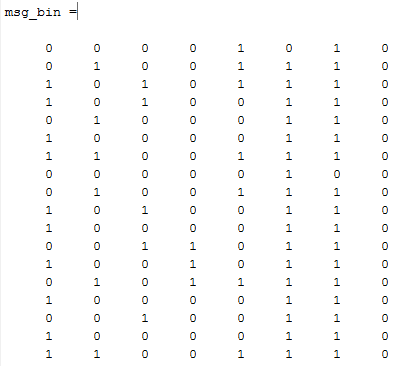 msg_bin =
0 0 0 0 1 0 1 0
0 1 0 0 1 1 1 0
1 0 1 0 1 1 1 0
1 0 1 0 0 1 1 0
0 1 0 0 0 1 1 0
1 0 0 0 0 1 1 0
1 1 0 0 1 1 1 0
0 0 0 0 0 1 0 0
0 1 0 0 1 1 1 0
1 0 1 0 0 1 1 0
1 0 0 0 0 1 1 0
0 0 1 1 0 1 1 0
1 0 0 1 0 1 1 0
0 1 0 1 1 1 1 0
1 0 0 0 0 1 1 0
0 0 1 0 0 1 1 0
1 0 0 0 0 1 1 0
1 1 0 0 1 1 1 0